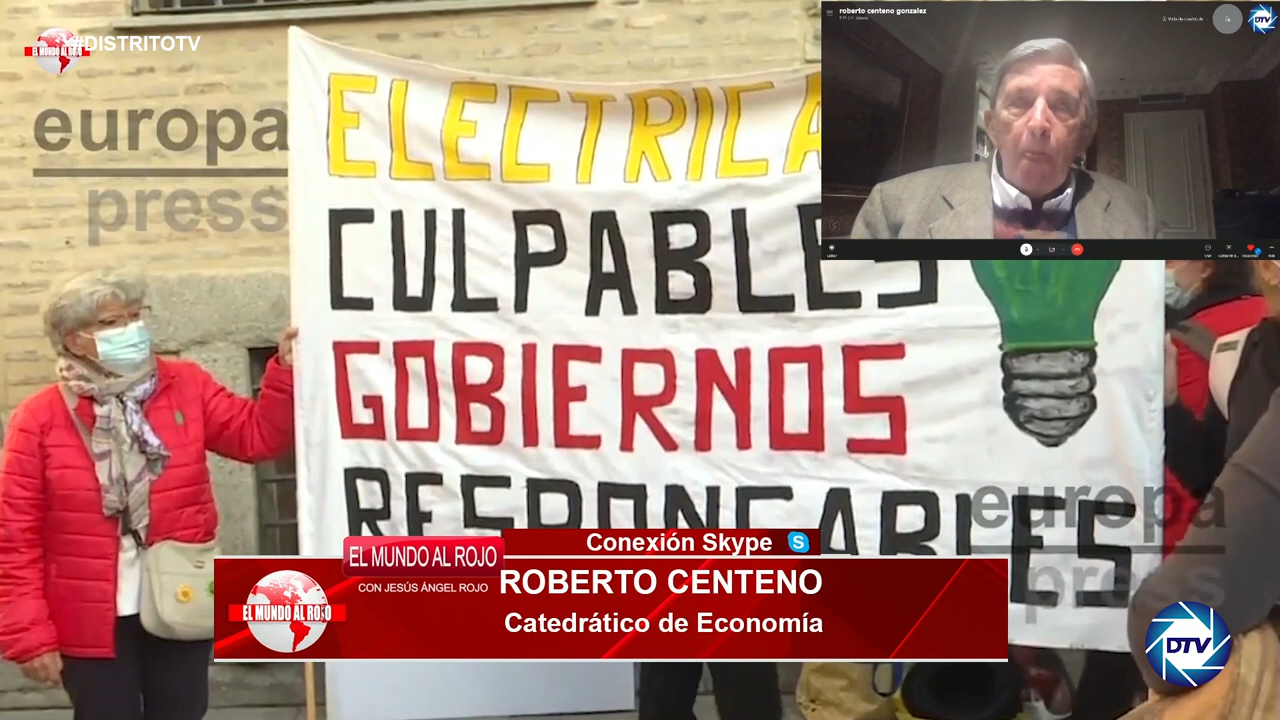 #DISTRITOTV
EL MUNDO AL ROJO
roberto centeno gonzalez
DTV
europa
press
ELECTRICA
CULPABLES
GOBIERNOS
RESPONSABLES
europa
press
Conexión Skype
EL MUNDO AL ROJO
CON JESÚS ÁNGEL ROJO
EL MUNDO AL ROJO
ROBERTO CENTENO
Catedrático de Economía
DTV